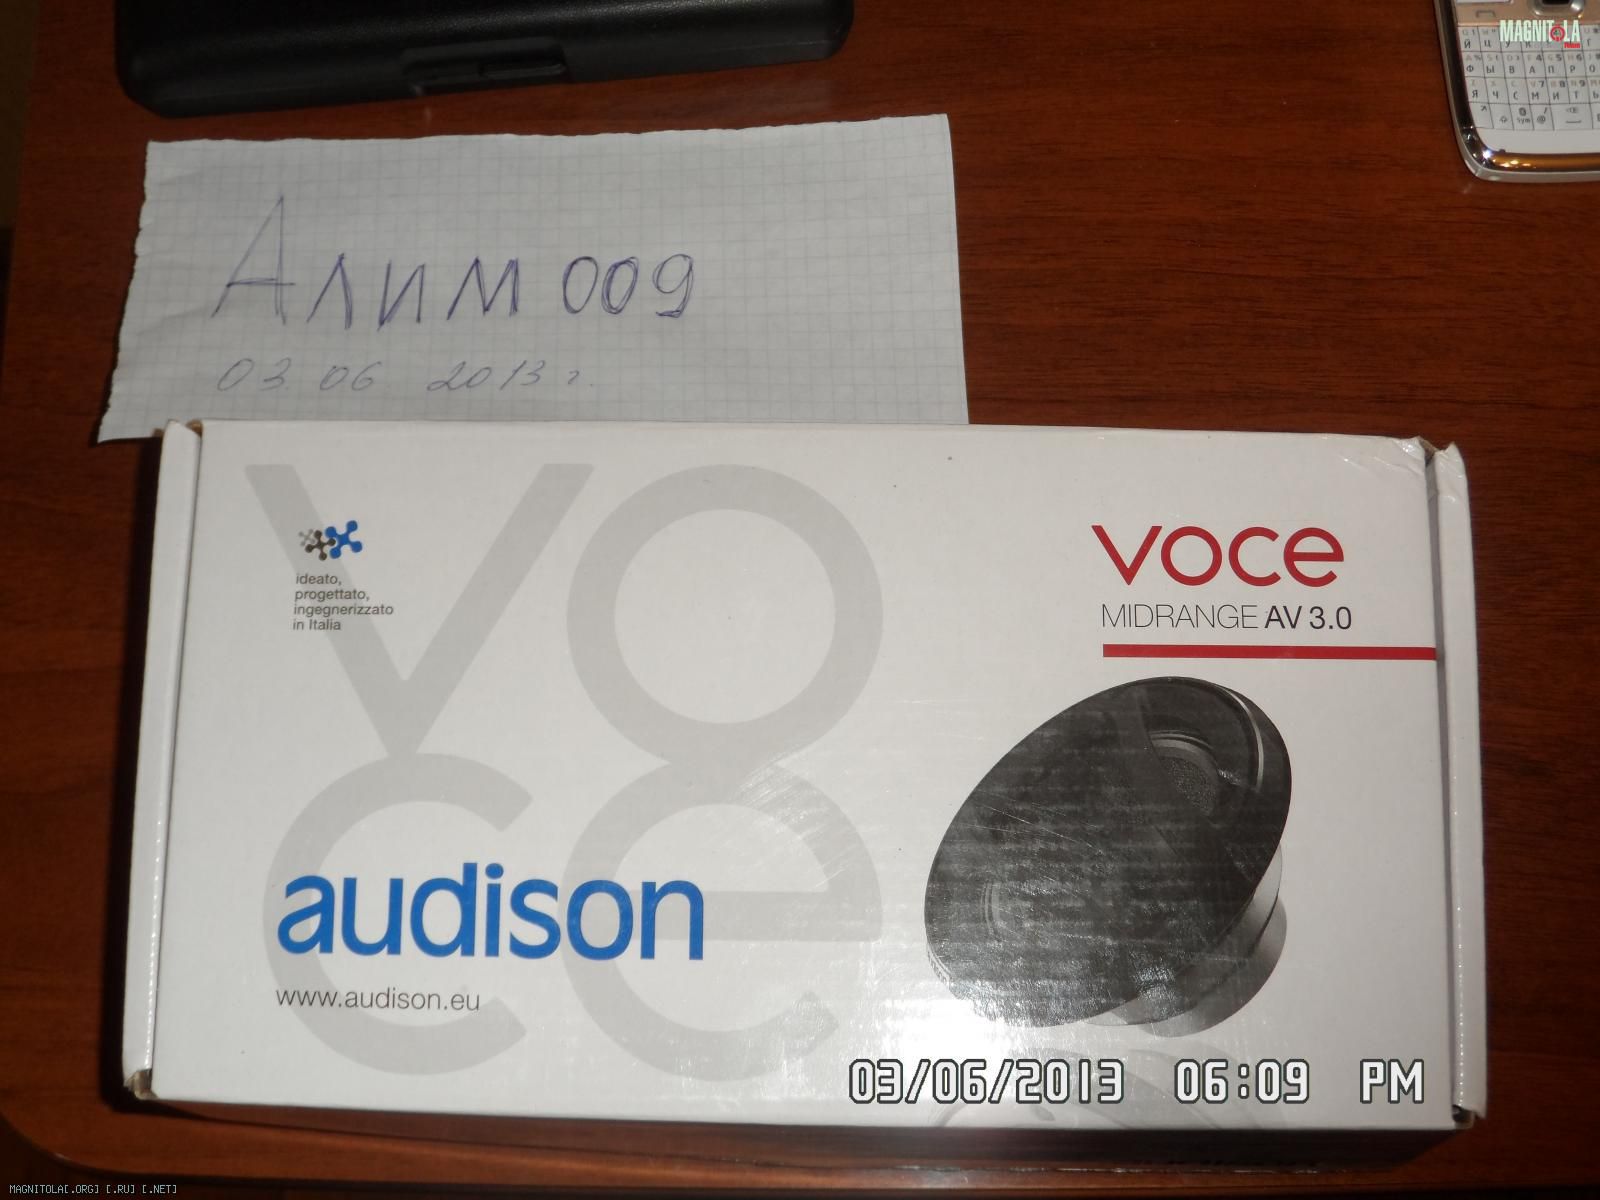 MAGNITOLA
Алим 009
03. 06. 2013 г.
VOCE
ideato,
progettato,
ingegnerizzato
in Italia
voce
MIDRANGE AV 3.0
audison
www.audison.eu
03/06/2013 06:09 PM
MAGNITOLA[.ORG] [.RU] [.NET]